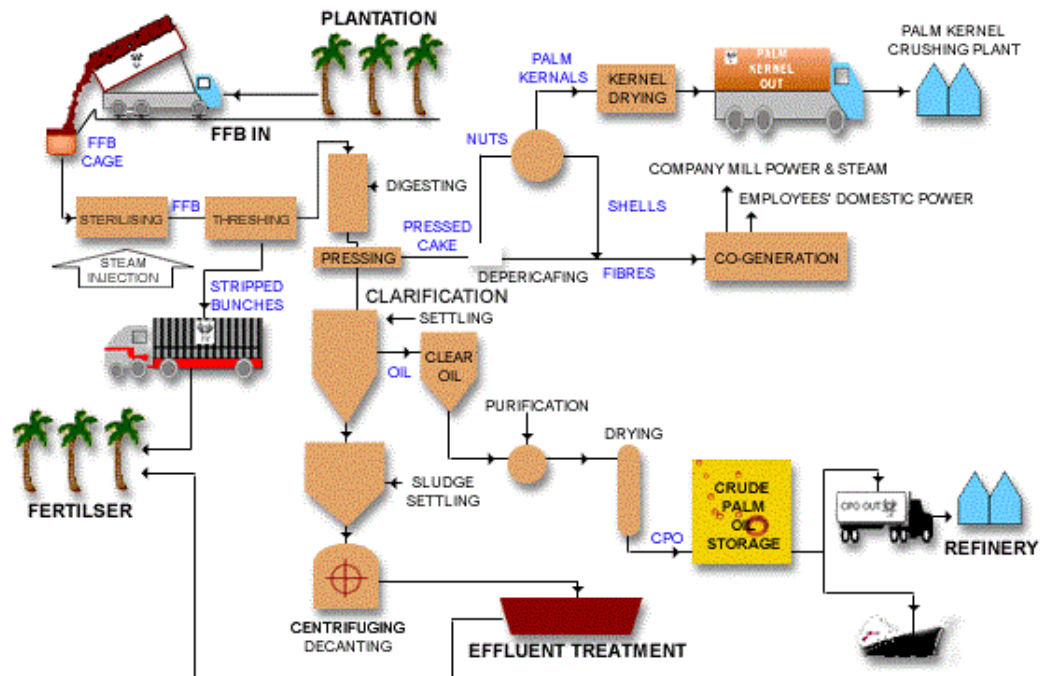 PLANTATION
FFB IN
FFB
CAGE
STERILISING
FFB
THRESHING
STEAM
INJECTION
STRIPPED
BUNCHES
DIGESTING
PRESSING
PRESSED
CAKE
DEPERICAFING
NUTS
PALM
KERNALS
KERNEL
DRYING
PALM
KERNEL
OUT
PALM KERNEL
CRUSHING PLANT
SHELLS
FIBRES
COMPANY MILL POWER & STEAM
EMPLOYEES' DOMESTIC POWER
CO-GENERATION
CLARIFICATION
SETTLING
OIL
CLEAR
OIL
PURIFICATION
DRYING
SLUDGE
SETTLING
CPO
CRUDE
PALM
OIL
STORAGE
CPO OUT
REFINERY
FERTILSER
CENTRIFUGING
DECANTING
EFFLUENT TREATMENT